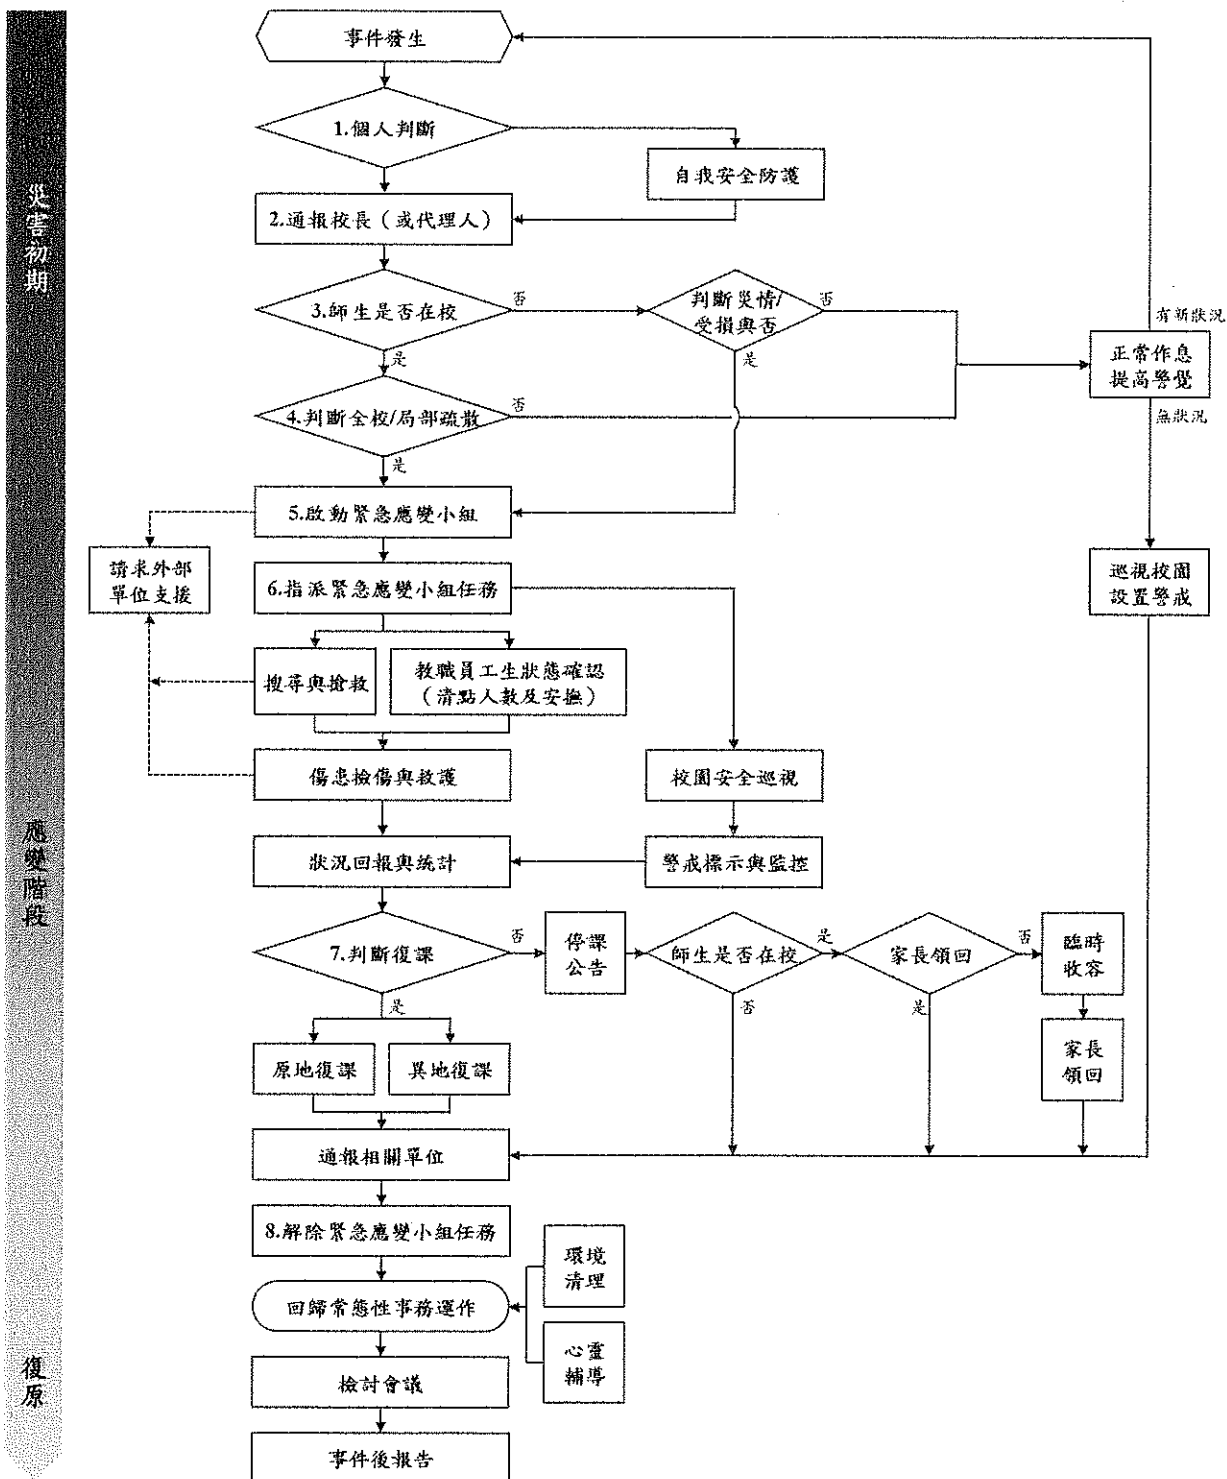 災害初期
應變階段
復原
事件發生
1.個人判斷
自我安全防護
2.通報校長（或代理人）
3.師生是否在校
否
判斷災情/
受損與否
否
有新狀況
正常作息
提高警覺
是
是
4.判斷全校/局部疏散
否
無狀況
是
5.啟動緊急應變小組
請求外部
單位支援
6.指派緊急應變小組任務
巡視校園
設置警戒
搜尋與搶救
教職員工生狀態確認
（清點人數及安撫）
傷患檢傷與救護
校園安全巡視
狀況回報與統計
警戒標示與監控
7.判斷復課
否
停課
公告
師生是否在校
是
家長領回
否
臨時
收容
是
否
是
原地復課
異地復課
家長
領回
通報相關單位
8.解除緊急應變小組任務
環境
清理
回歸常態性事務運作
心靈
輔導
檢討會議
事件後報告